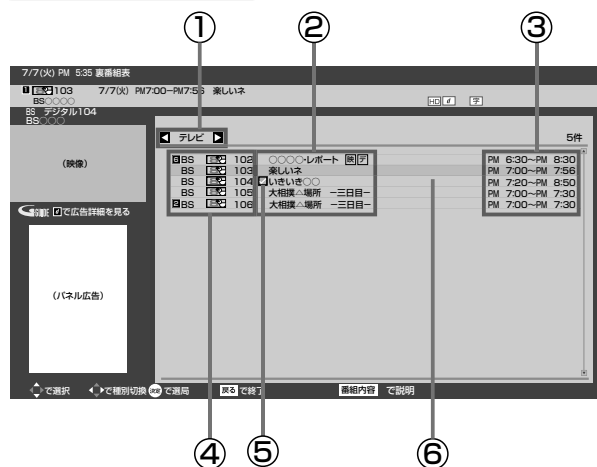 ① ② ③
7/7(火) PM 5:35 裏番組表
1 103 7/7(火) PM7:00−PM7:56 楽しいネ
BS○○○○
HD 字
BS デジタル104
BS○○○
テレビ
5件
(映像)
BS 102 ○○○○・レポート 映 デ PM 6:30〜PM 8:30
BS 103 楽しいネ PM 7:00〜PM 7:56
BS 104 いきいき○○ PM 7:20〜PM 8:50
BS 105 大相撲△場所 −三日目− PM 7:00〜PM 7:30
2 BS 106 大相撲△場所 −三日目− PM 7:00〜PM 7:30
GUIDE で広告詳細を見る
(パネル広告)
で選択 で種別切換 決定 で選局 戻る で終了 番組内容 で説明
④ ⑤ ⑥